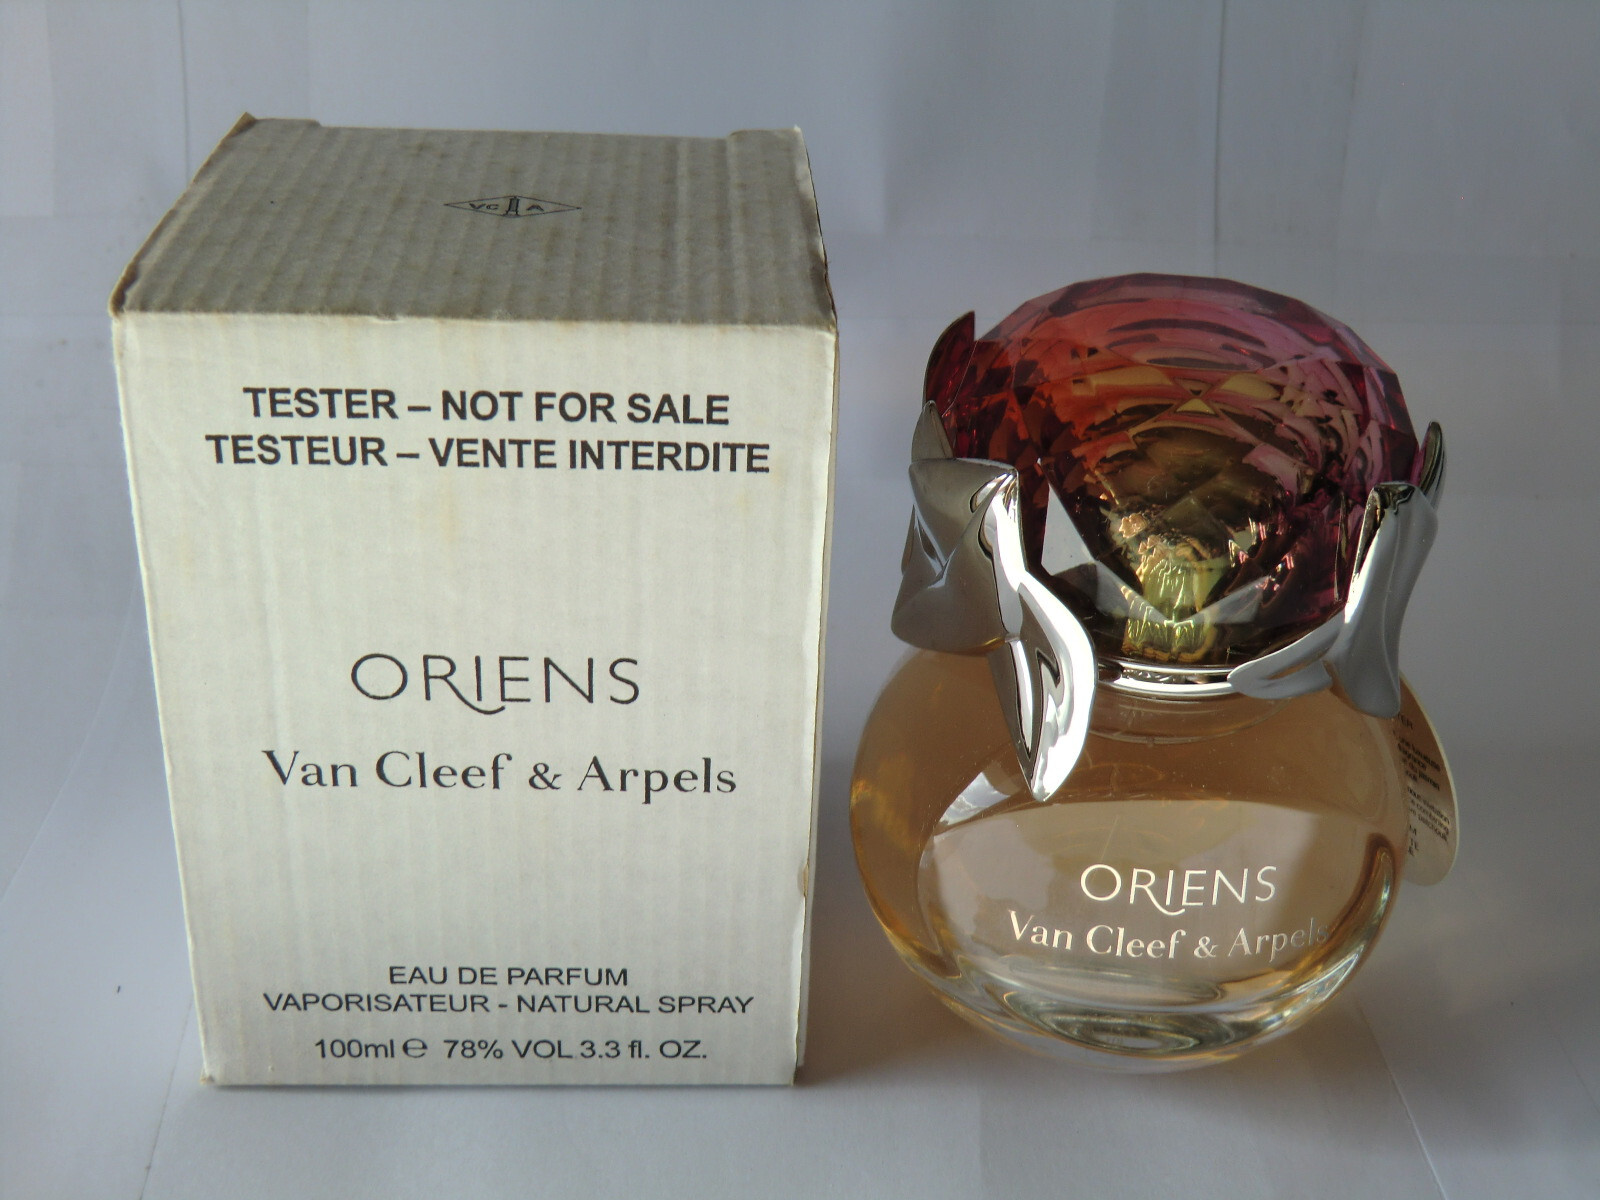 VC A
TESTER – NOT FOR SALE
TESTEUR – VENTE INTERDITE
ORIENS
Van Cleef & Arpels
EAU DE PARFUM
VAPORISATEUR - NATURAL SPRAY
100ml ℮ 78% VOL 3.3 fl. OZ.
ORIENS
Van Cleef & Arpels